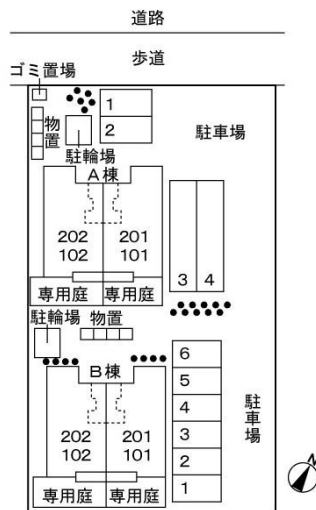 道路
歩道
ゴミ置場
1
2
物置
駐車場
駐輪場
A棟
202 201
102 101
3 4
専用庭 専用庭
駐輪場 物置
6
5
4
3
2
1
B棟
駐車場
202 201
102 101
専用庭 専用庭
N